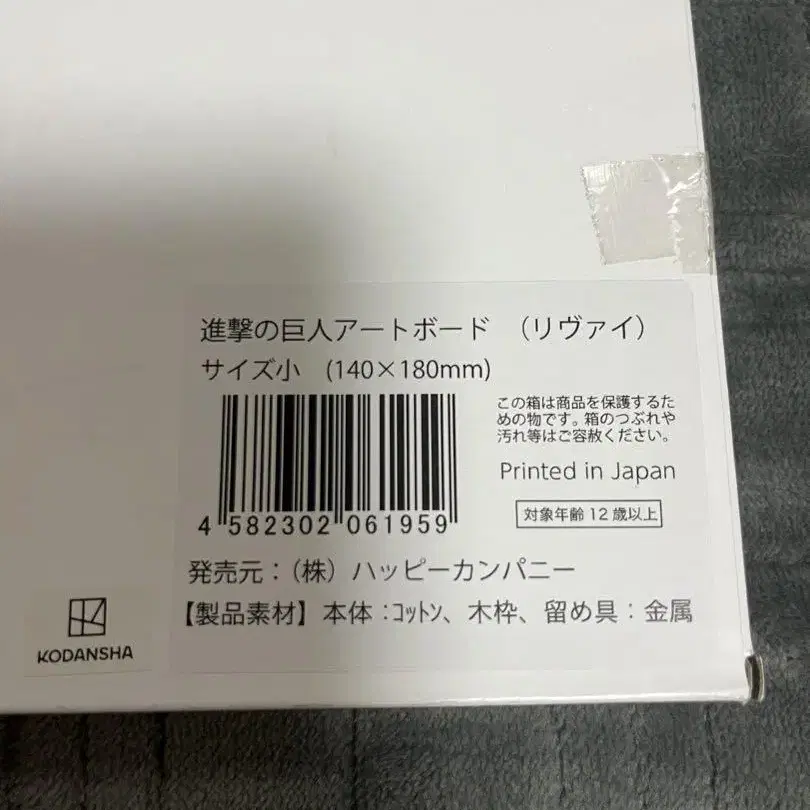 進撃の巨人アートボード （リヴァイ）
サイズ小 (140×180mm)
この箱は商品を保護するた
めの物です。箱のつぶれや
汚れ等はご容赦ください。
Printed in Japan
4 582302 061959
対象年齢 12 歳以上
発売元：（株）ハッピーカンパニー
【製品素材】本体：ｺｯﾄﾝ、木枠、留め具：金属
KODANSHA